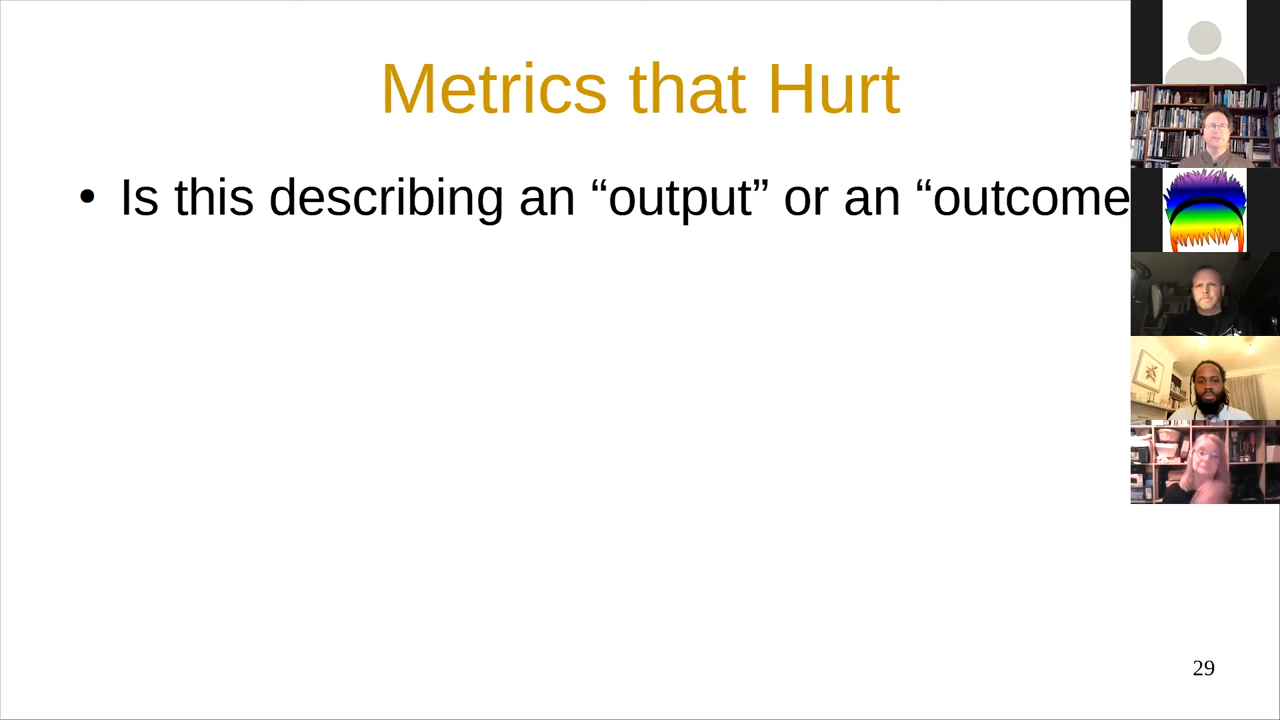 Metrics that Hurt
• Is this describing an “output” or an “outcome
29